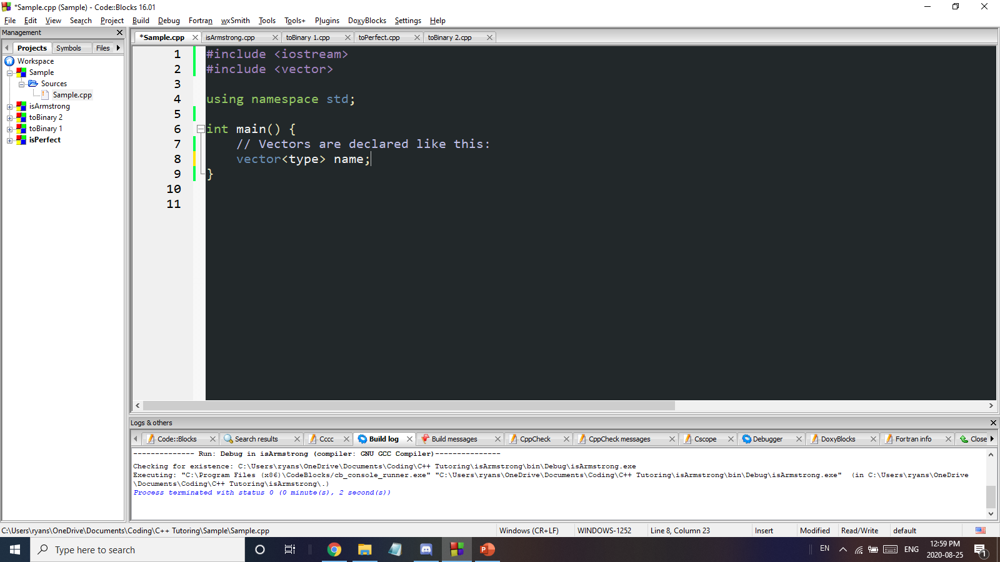 *Sample.cpp (Sample) - Code::Blocks 16.01
File Edit View Search Project Build Debug Fortran wxSmith Tools Tools+ Plugins DoxyBlocks Settings Help
Management
Projects Symbols Files
Workspace
Sample
Sources
Sample.cpp
isArmstrong
toBinary 2
toBinary 1
isPerfect
*Sample.cpp isArmstrong.cpp toBinary 1.cpp toPerfect.cpp toBinary 2.cpp
1 #include <iostream>
2 #include <vector>
3
4 using namespace std;
5
6 int main() {
7 // Vectors are declared like this:
8 vector<type> name;
9 }
10
11
Logs & others
Code::Blocks Search results Cccc Build log Build messages CppCheck CppCheck messages Cscope Debugger DoxyBlocks Fortran info Close
-------------- Run: Debug in isArmstrong (compiler: GNU GCC Compiler)---------------
Checking for existence: C:\Users\ryans\OneDrive\Documents\Coding\C++ Tutoring\isArmstrong\bin\Debug\isArmstrong.exe
Executing: "C:\Program Files (x86)\CodeBlocks/cb_console_runner.exe" "C:\Users\ryans\OneDrive\Documents\Coding\C++ Tutoring\isArmstrong\bin\Debug\isArmstrong.exe"  (in C:\Users\ryans\OneDrive
\Documents\Coding\C++ Tutoring\isArmstrong\.)
Process terminated with status 0 (0 minute(s), 2 second(s))
C:\Users\ryans\OneDrive\Documents\Coding\C++ Tutoring\Sample\Sample.cpp Windows (CR+LF) WINDOWS-1252 Line 8, Column 23 Insert Modified Read/Write default
Type here to search
EN
ENG
12:59 PM
2020-08-25
1